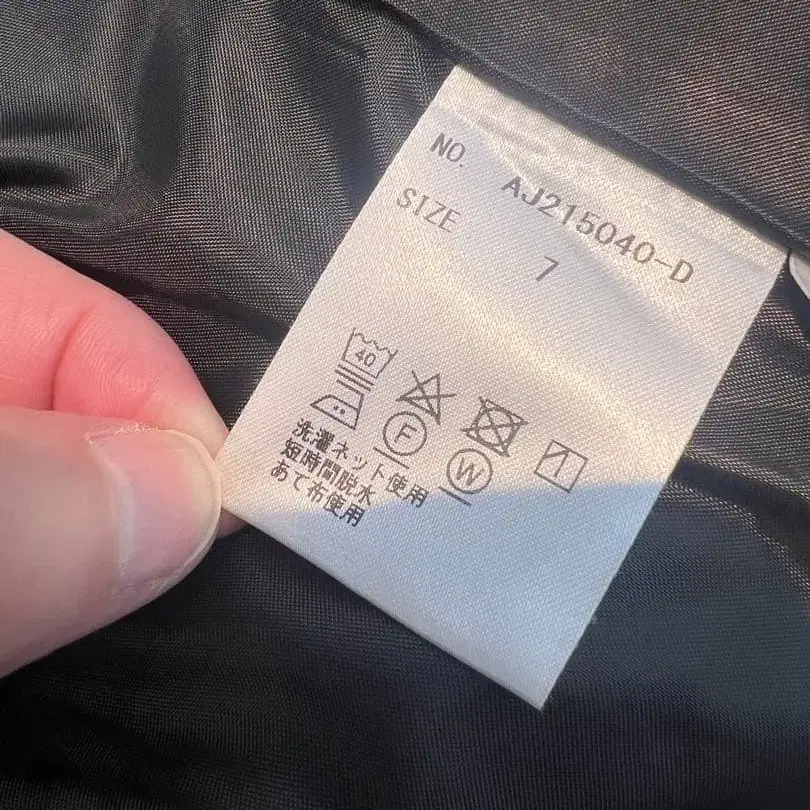 NO. AJ215040-D
SIZE 7
40
F W
洗濯ネット使用
短時間脱水
あて布使用